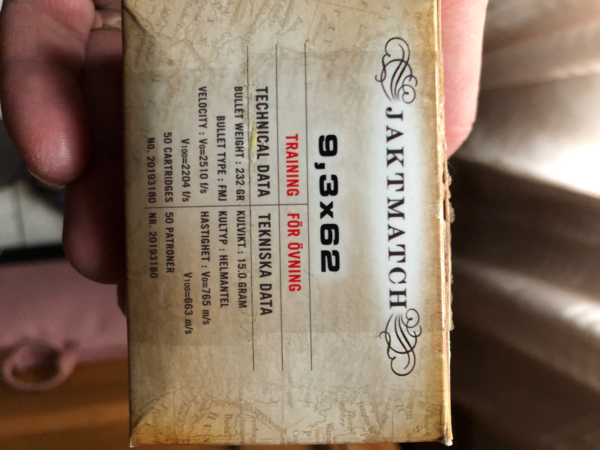 JAKTMATCH
9,3x62
TRAINING FÖR ÖVNING
TECHNICAL DATA TEKNISKA DATA
BULLET WEIGHT : 232 GR KULVIKT : 15.0 GRAM
BULLET TYPE : FMJ KULTYP : HELMANTEL
VELOCITY : V0=2510 f/s HASTIGHET : V0=765 m/s
V100=2204 f/s V100=663 m/s
50 CARTRIDGES 50 PATRONER
NO. 20193180 NR. 20193180